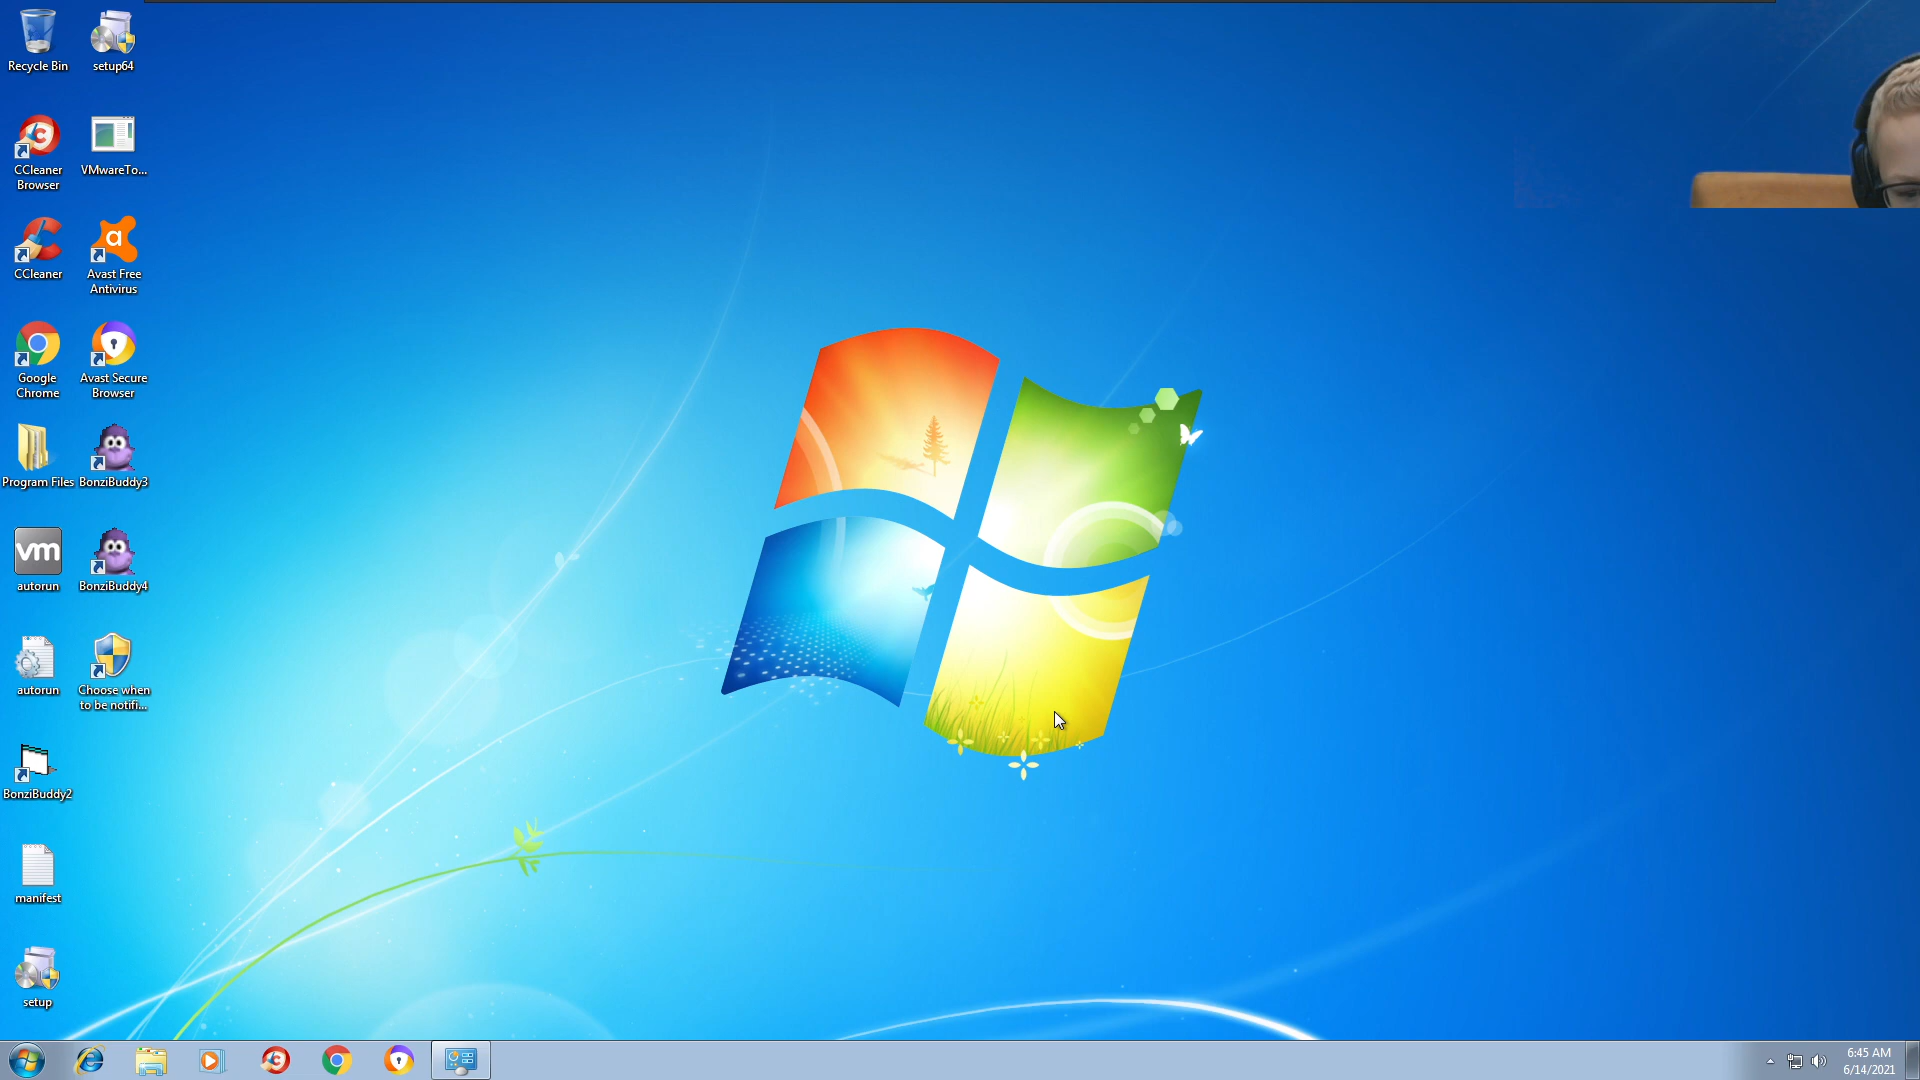 Recycle Bin
setup64
CCleaner
Browser
VMwareTo...
CCleaner
Avast Free
Antivirus
Google
Chrome
Avast Secure
Browser
Program Files
BonziBuddy3
vm
autorun
BonziBuddy4
autorun
Choose when
to be notifi...
BonziBuddy2
manifest
setup
6:45 AM
6/14/2021